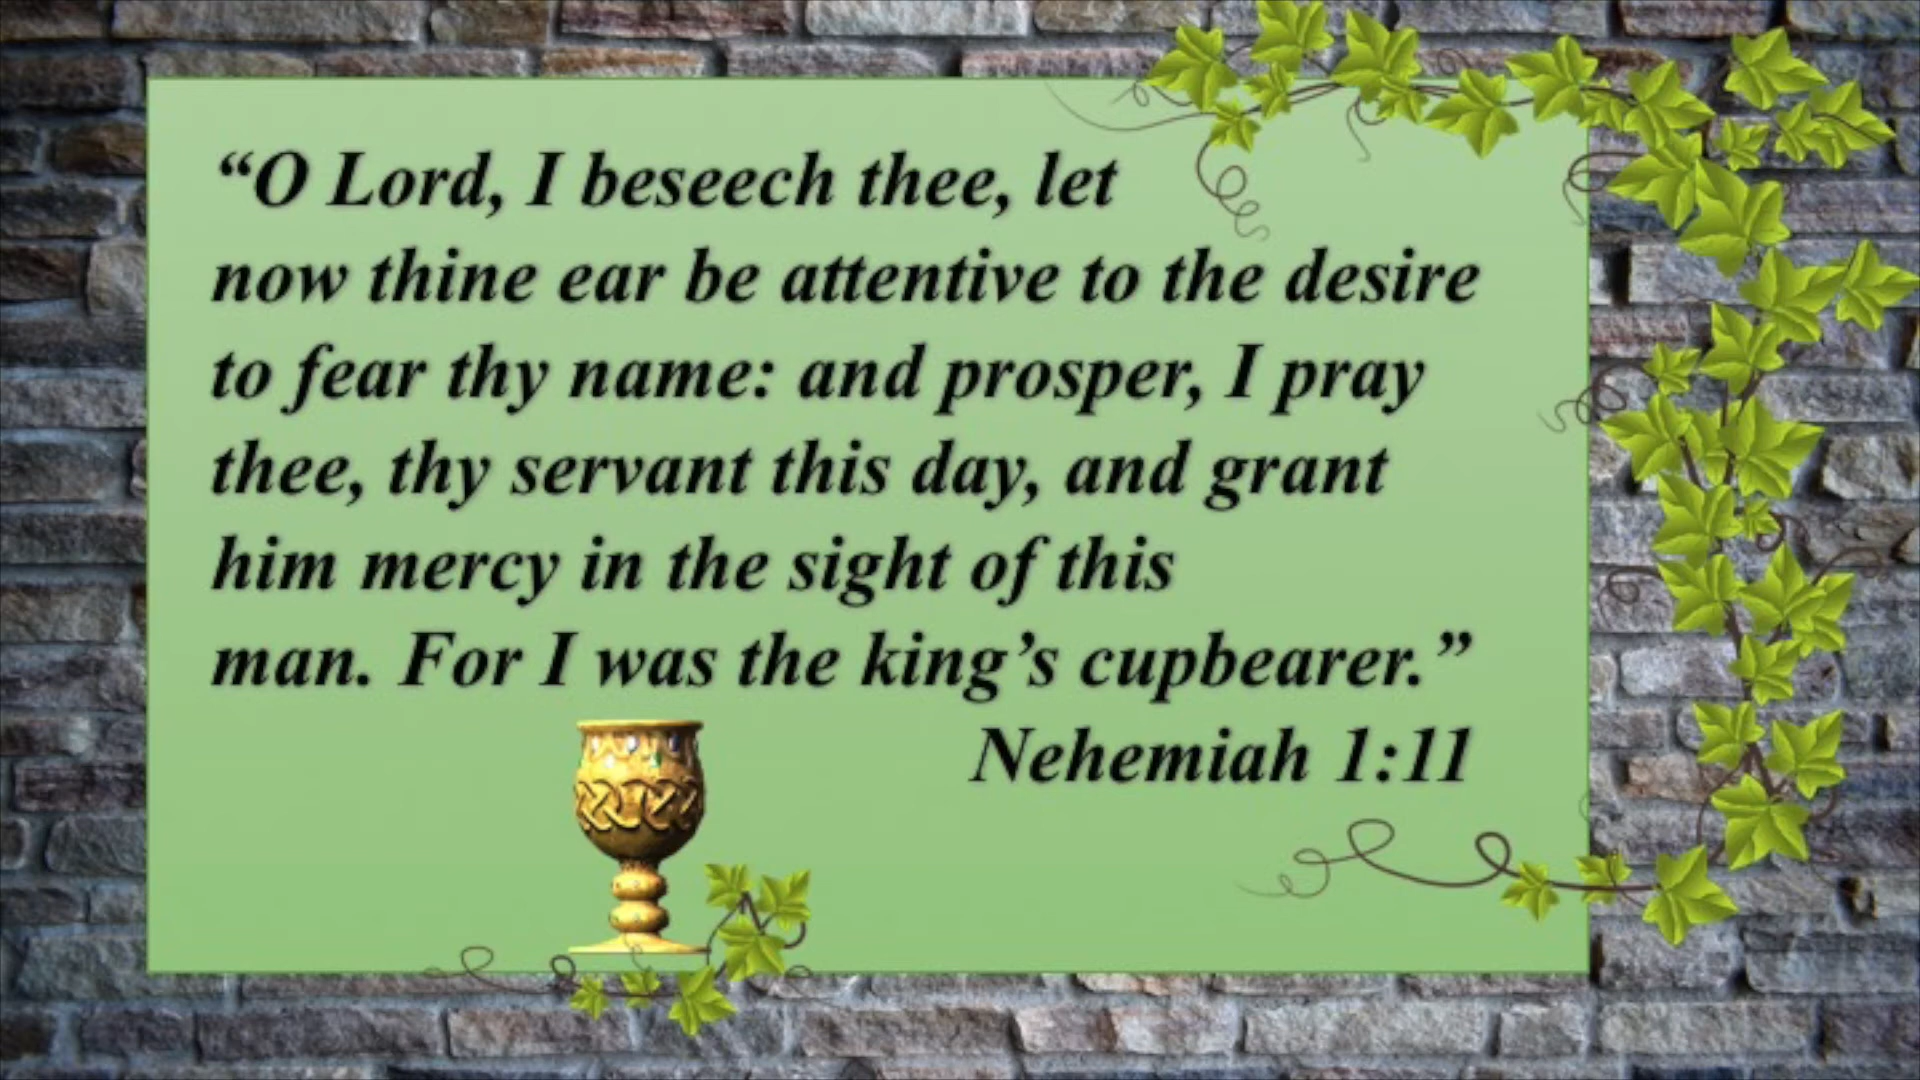 “O Lord, I beseech thee, let
now thine ear be attentive to the desire
to fear thy name: and prosper, I pray
thee, thy servant this day, and grant
him mercy in the sight of this
man. For I was the king’s cupbearer.”
Nehemiah 1:11